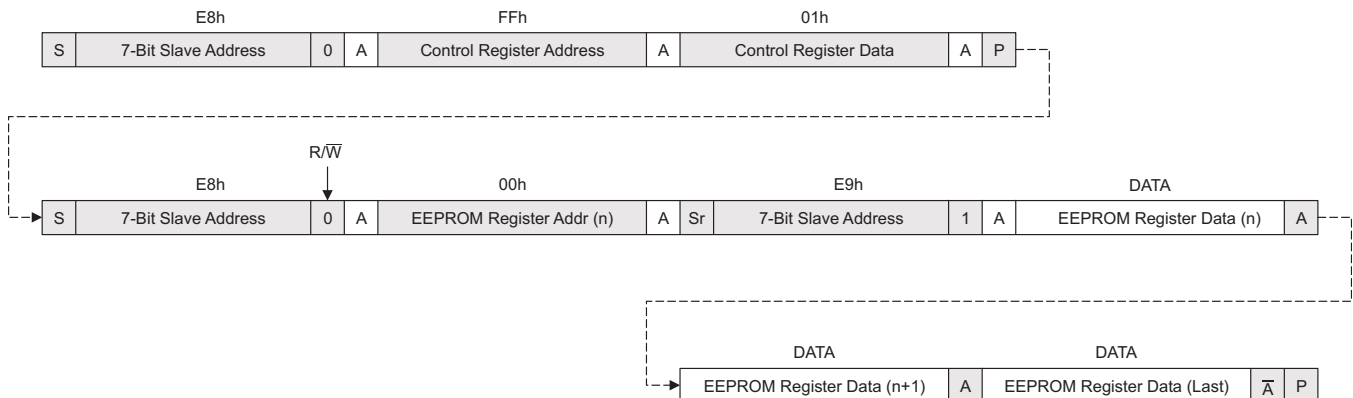 E8h FFh 01h
S 7-Bit Slave Address 0 A Control Register Address A Control Register Data A P
R/W̅
E8h 00h E9h DATA
S 7-Bit Slave Address 0 A EEPROM Register Addr (n) A Sr 7-Bit Slave Address 1 A EEPROM Register Data (n) A
DATA DATA
EEPROM Register Data (n+1) A EEPROM Register Data (Last) A̅ P